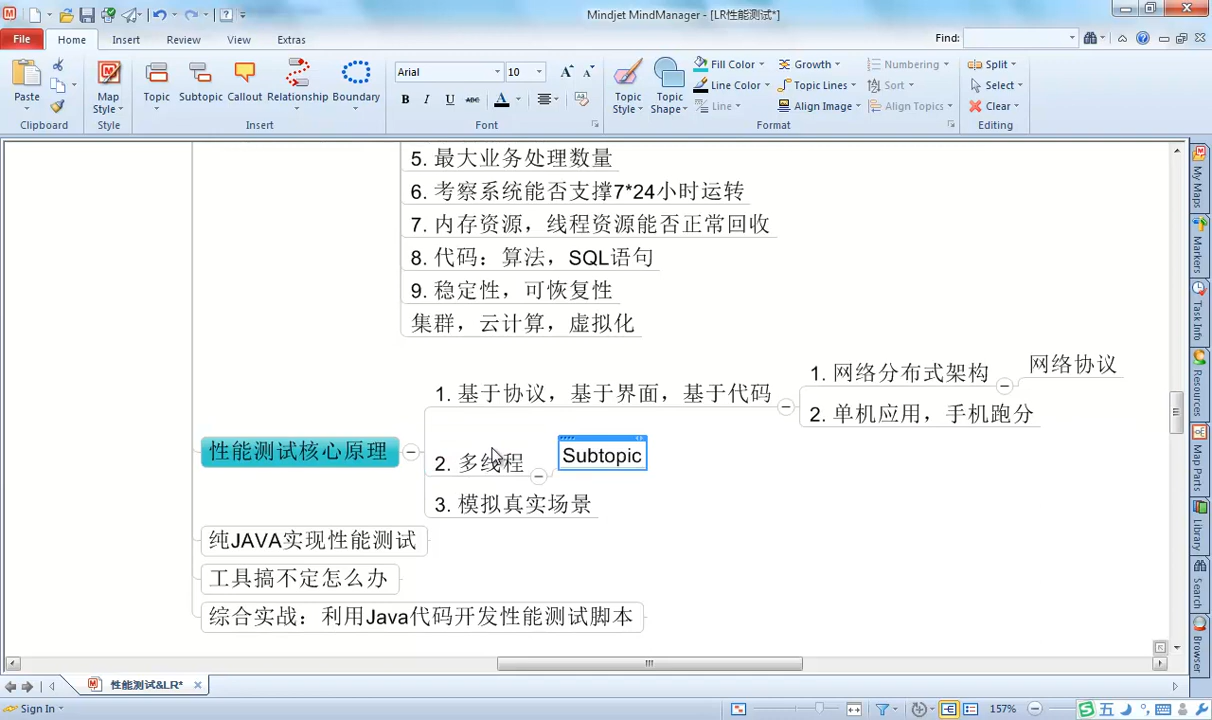 Mindjet MindManager - [LR性能测试*]
File Home Insert Review View Extras Find:
Paste Map Style Topic Subtopic Callout Relationship Boundary
Arial 10
B I U abc A
Topic Style Topic Shape
Fill Color Growth Numbering Split
Line Color Topic Lines Sort Select
Line Align Image Align Topics Clear
Clipboard Style Insert Font Format Editing
5. 最大业务处理数量
6. 考察系统能否支撑7*24小时运转
7. 内存资源，线程资源能否正常回收
8. 代码：算法，SQL语句
9. 稳定性，可恢复性
集群，云计算，虚拟化
性能测试核心原理
1. 基于协议，基于界面，基于代码
1. 网络分布式架构
网络协议
2. 单机应用，手机跑分
2. 多线程
Subtopic
3. 模拟真实场景
纯JAVA实现性能测试
工具搞不定怎么办
综合实战：利用Java代码开发性能测试脚本
My Maps
Markers
Task Info
Resources
Map Parts
Library
Search
Browser
性能测试&LR*
Sign In 157% 五